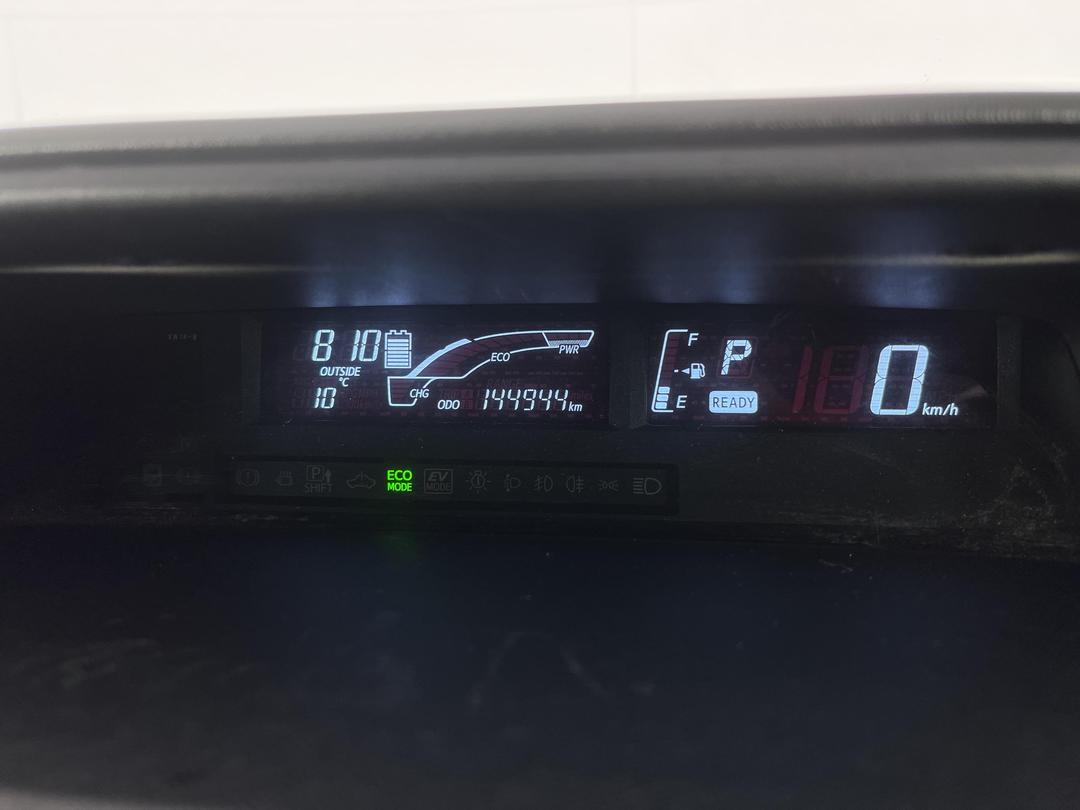 8 10
OUTSIDE
°C
10
CHG
ECO
PWR
ODO 144944 km
F
E
P
READY
0 km/h
P SHIFT
ECO MODE
EV MODE